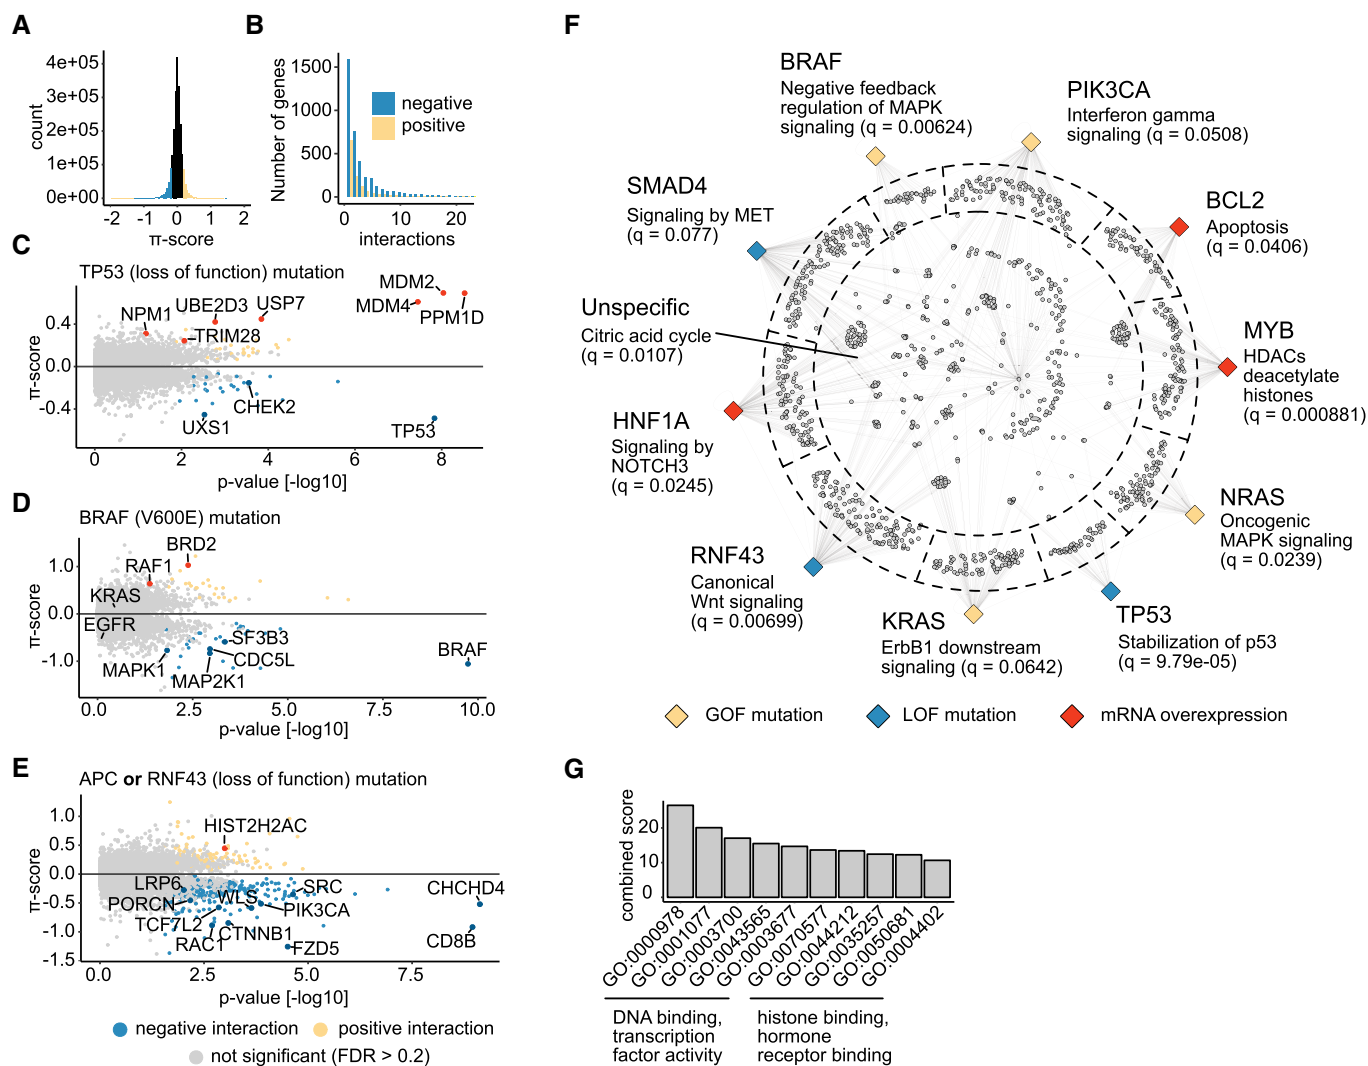 A
4e+05
3e+05
2e+05
1e+05
0e+00
count
-2
-1
0
1
2
π-score
B
1500
1000
500
0
Number of genes
negative
positive
0
10
20
interactions
C
TP53 (loss of function) mutation
MDM2
MDM4
PPM1D
NPM1
UBE2D3
USP7
TRIM28
0.4
0.0
-0.4
π-score
CHEK2
UXS1
TP53
0
2
4
6
8
p-value [-log10]
D
BRAF (V600E) mutation
BRD2
RAF1
KRAS
EGFR
1.0
0.0
-1.0
π-score
SF3B3
CDC5L
MAPK1
MAP2K1
BRAF
0.0
2.5
5.0
7.5
10.0
p-value [-log10]
E
APC or RNF43 (loss of function) mutation
HIST2H2AC
1.0
0.5
0.0
-0.5
-1.0
-1.5
π-score
LRP6
PORCN
WLS
SRC
PIK3CA
TCF7L2
RAC1
CTNNB1
FZD5
CHCHD4
CD8B
0.0
2.5
5.0
7.5
p-value [-log10]
negative interaction
positive interaction
not significant (FDR > 0.2)
F
BRAF
Negative feedback
regulation of MAPK
signaling (q = 0.00624)
PIK3CA
Interferon gamma
signaling (q = 0.0508)
SMAD4
Signaling by MET
(q = 0.077)
BCL2
Apoptosis
(q = 0.0406)
Unspecific
Citric acid cycle
(q = 0.0107)
MYB
HDACs
deacetylate
histones
(q = 0.000881)
HNF1A
Signaling by
NOTCH3
(q = 0.0245)
NRAS
Oncogenic
MAPK signaling
(q = 0.0239)
RNF43
Canonical
Wnt signaling
(q = 0.00699)
KRAS
ErbB1 downstream
signaling (q = 0.0642)
TP53
Stabilization of p53
(q = 9.79e-05)
GOF mutation
LOF mutation
mRNA overexpression
G
combined score
20
10
0
GO:0000978
GO:0001077
GO:0003700
GO:0043565
GO:0003677
GO:0070577
GO:0044212
GO:0035257
GO:0050681
GO:0004402
DNA binding,
transcription
factor activity
histone binding,
hormone
receptor binding